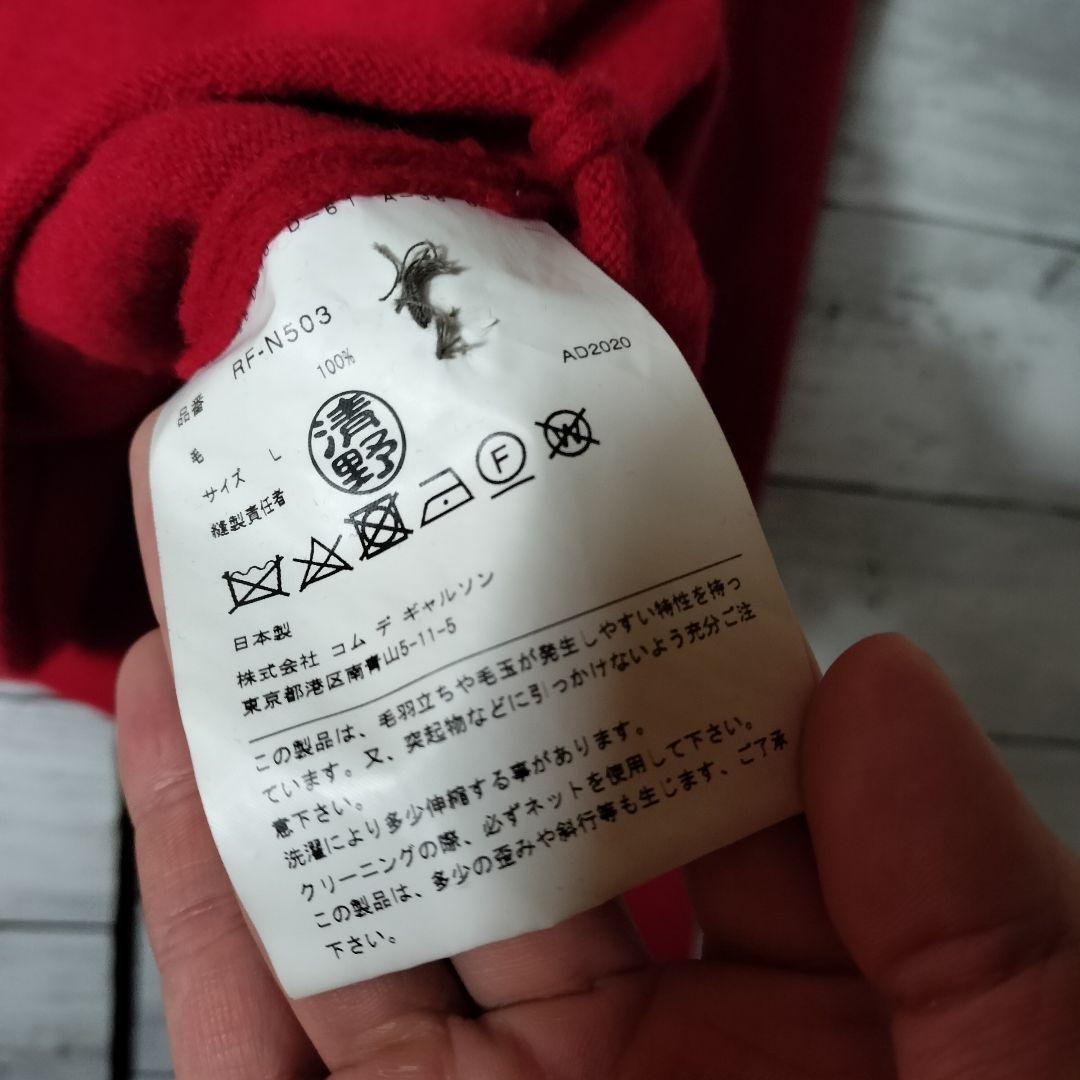 品番 RF-N503
毛 100%
サイズ L
縫製責任者 清野
AD2020
F
W
日本製
株式会社 コム デ ギャルソン
東京都港区南青山5-11-5
この製品は、毛羽立ちや毛玉が発生しやすい特性を持っ
ています。又、突起物などに引っかけないよう充分ご注
意下さい。
洗濯により多少伸縮する事があります。
クリーニングの際、必ずネットを使用して下さい。
この製品は、多少の歪みや斜行等も生じます、ご了承
下さい。